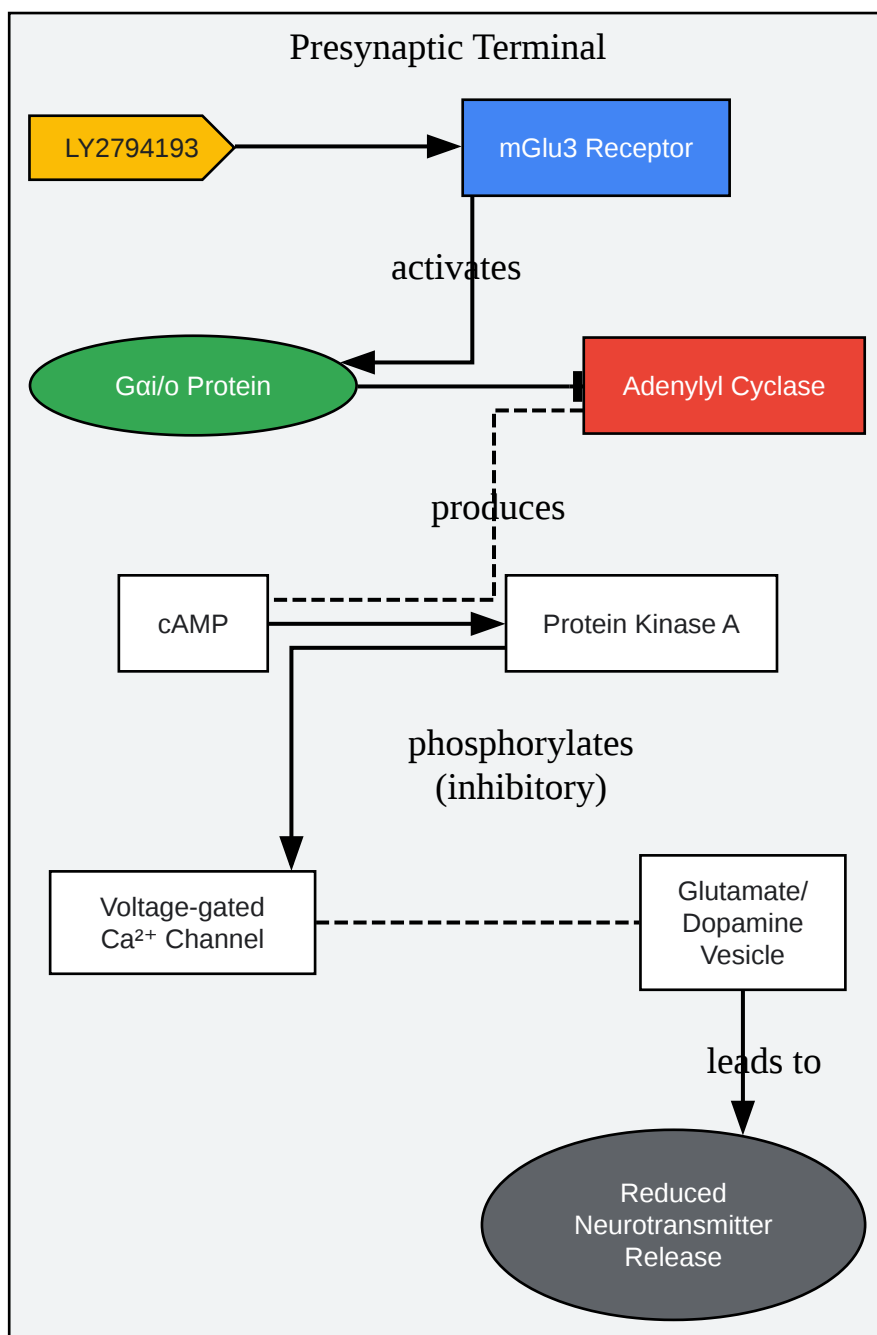 Presynaptic Terminal
LY2794193
mGlu3 Receptor
activates
Gαi/o Protein
Adenylyl Cyclase
produces
cAMP
Protein Kinase A
phosphorylates
(inhibitory)
Voltage-gated
Ca²⁺ Channel
Glutamate/
Dopamine
Vesicle
leads to
Reduced
Neurotransmitter
Release